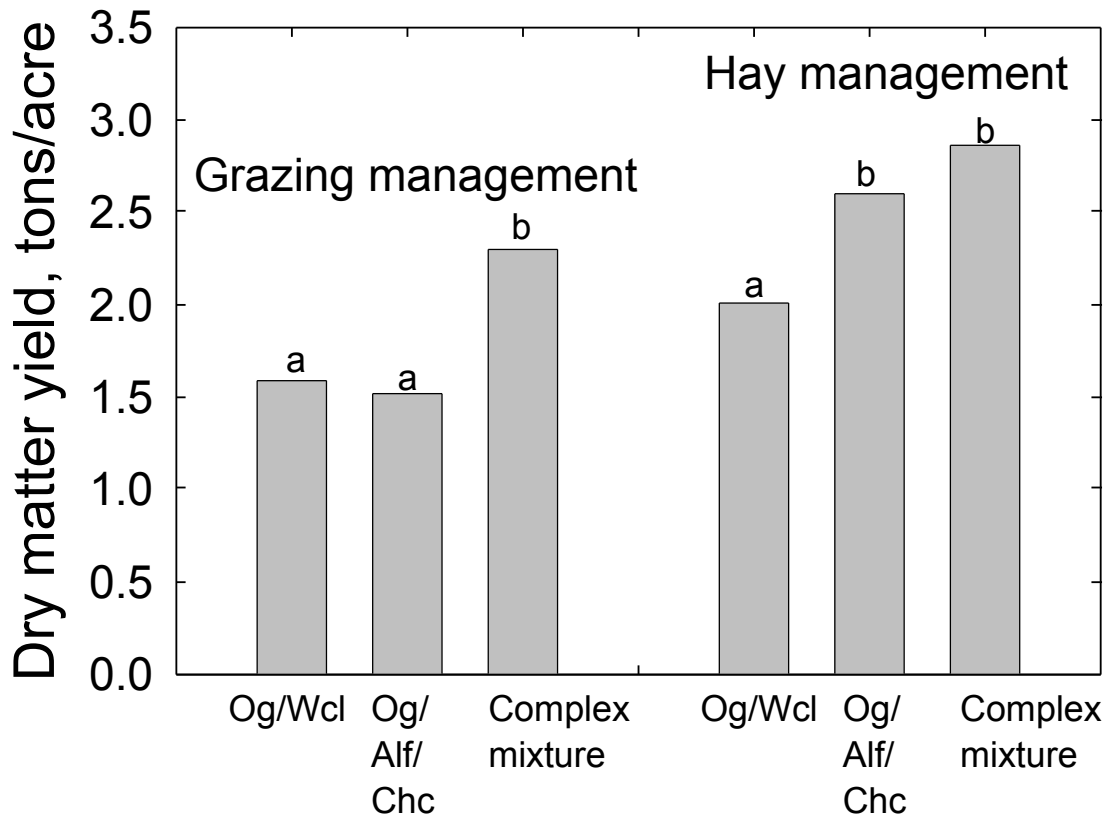 Dry matter yield, tons/acre
3.5
3.0
2.5
2.0
1.5
1.0
0.5
0.0
Grazing management
a
a
b
Hay management
a
b
b
Og/Wcl
Og/
Alf/
Chc
Complex
mixture
Og/Wcl
Og/
Alf/
Chc
Complex
mixture